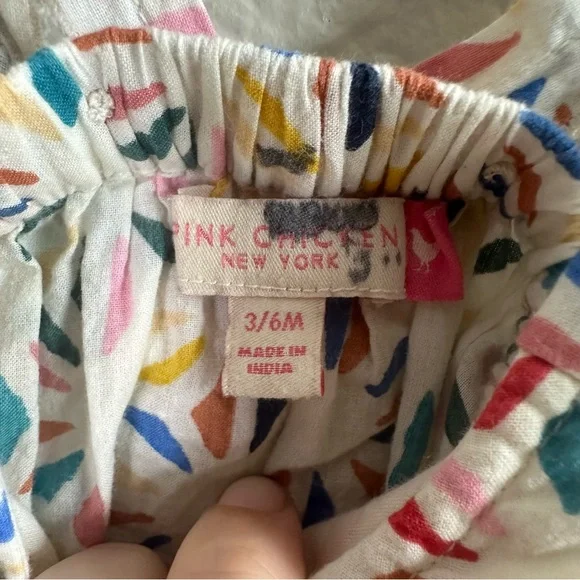 PINK CHICKEN
NEW YORK
3/6M
MADE IN
INDIA